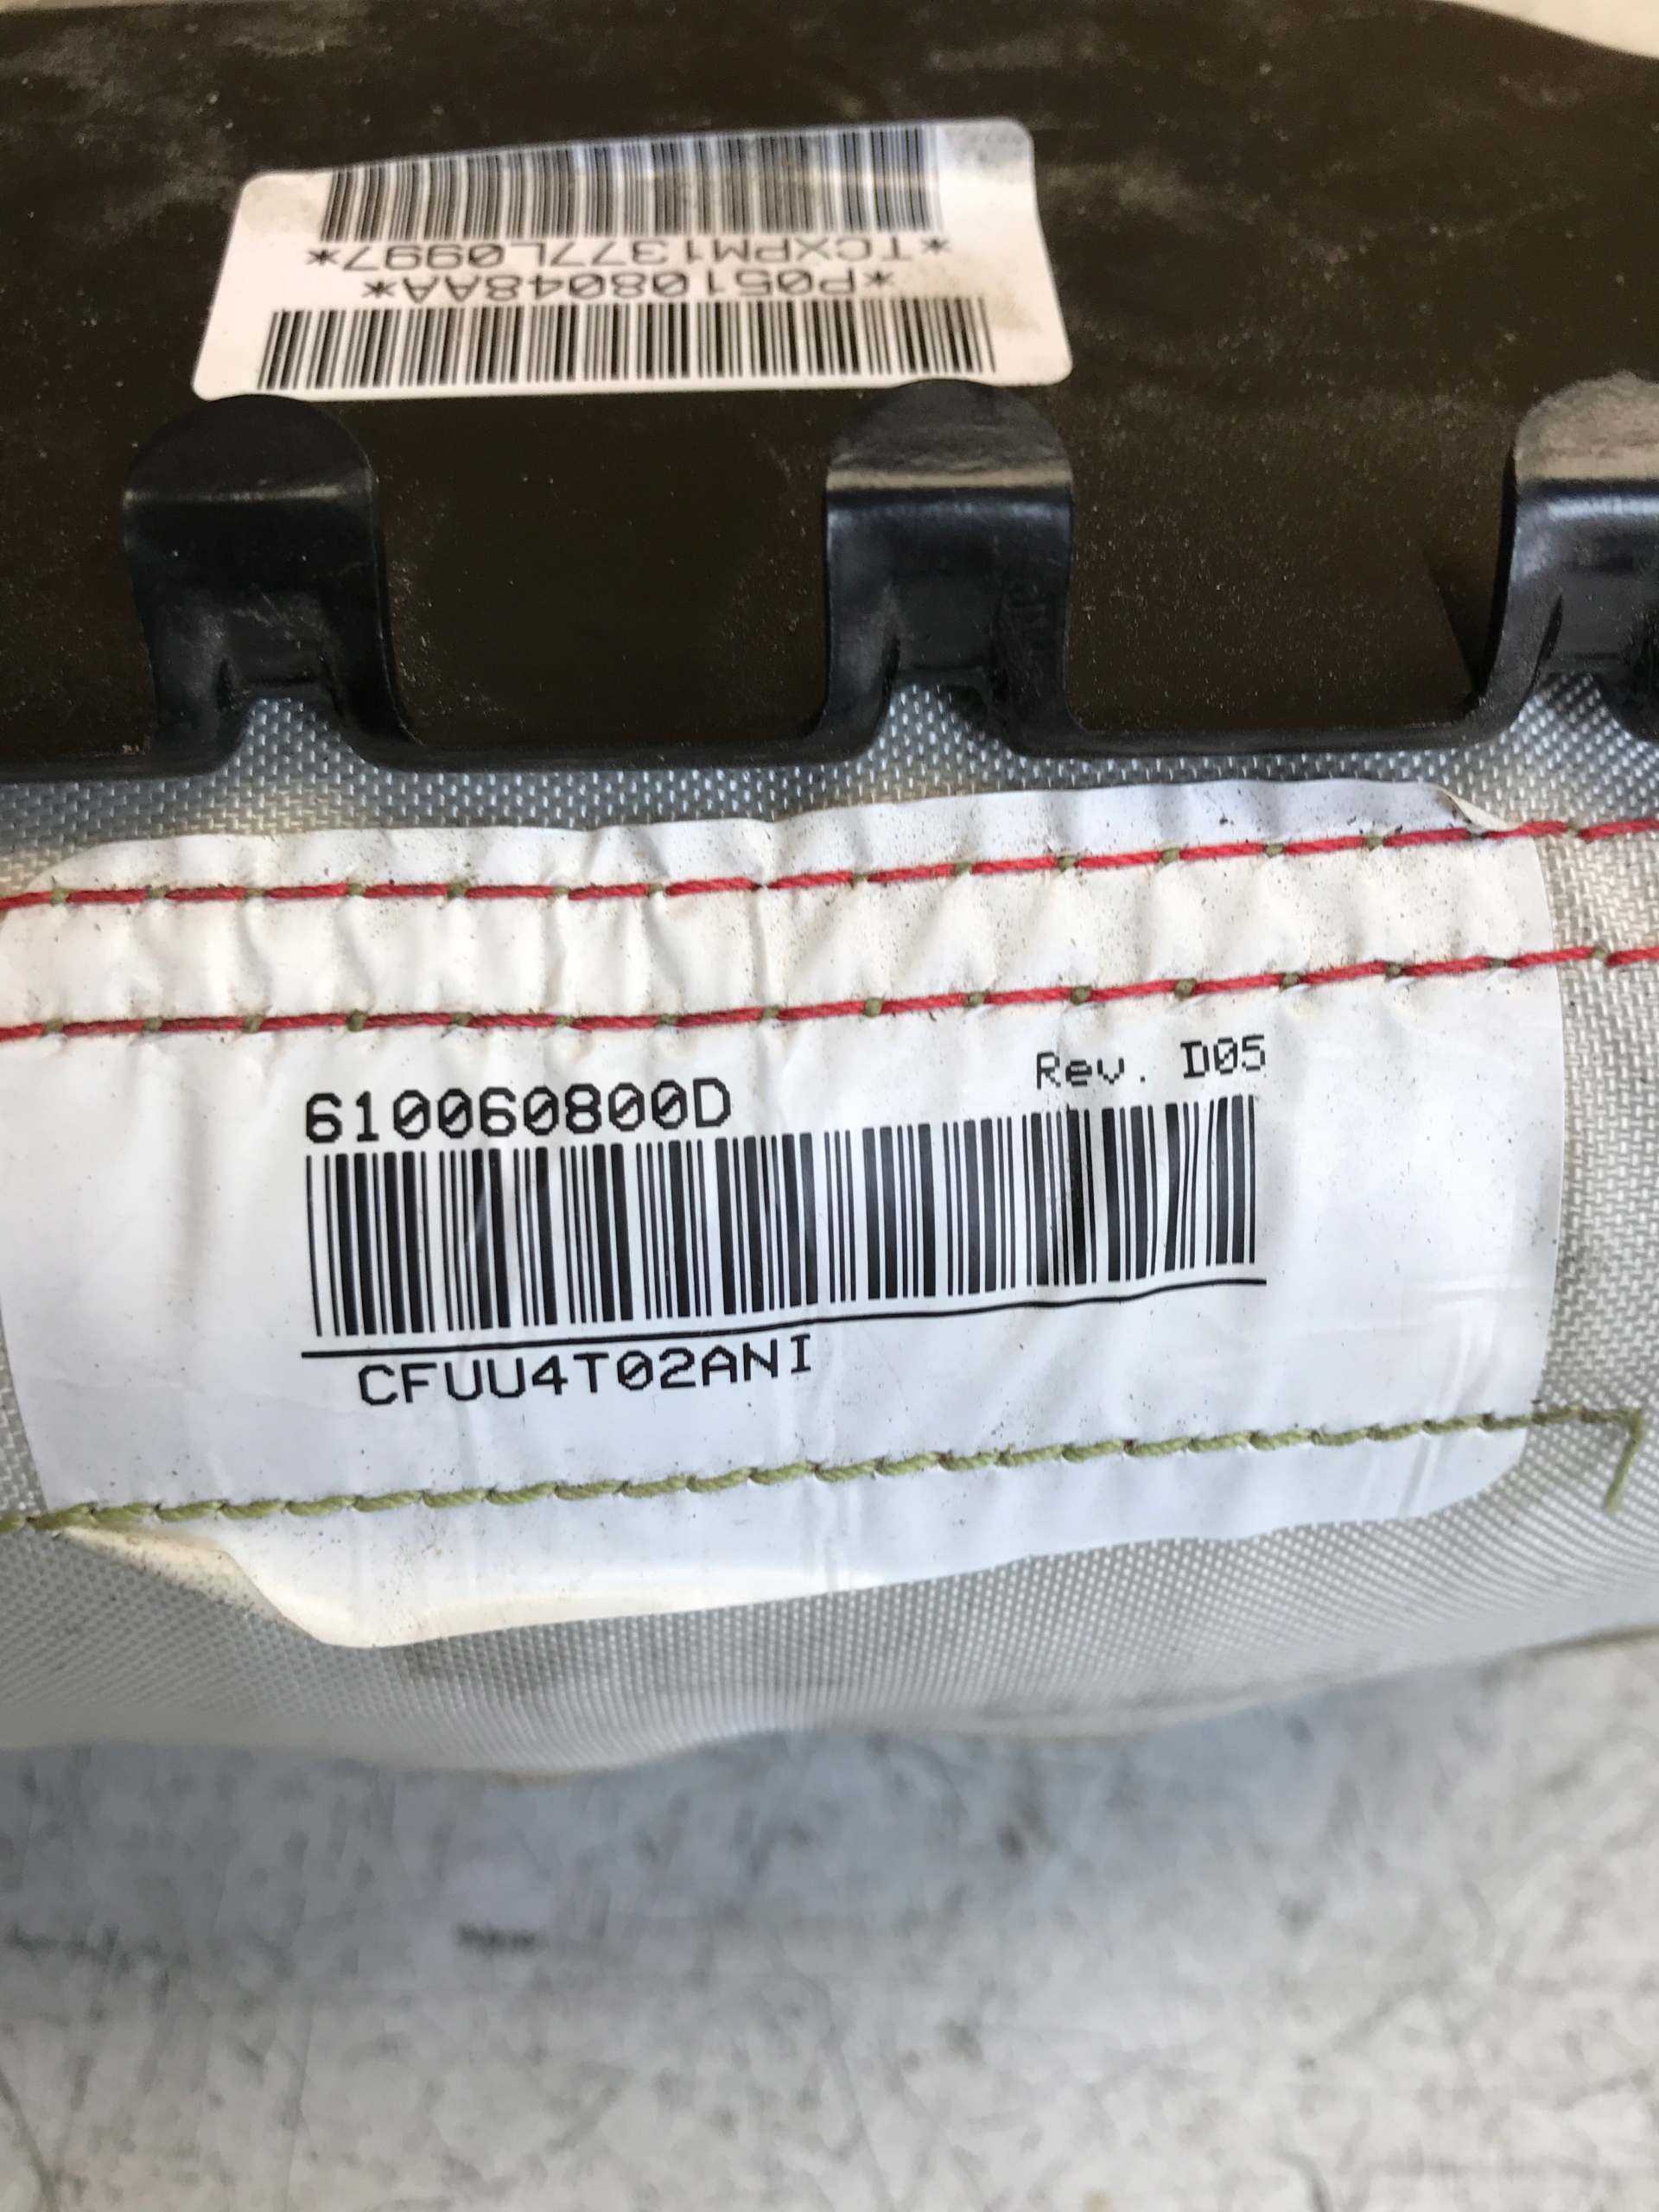 *P05108048AA*
*TCXPM1377L0997*
610060800D
Rev. D05
CFUU4T02ANI